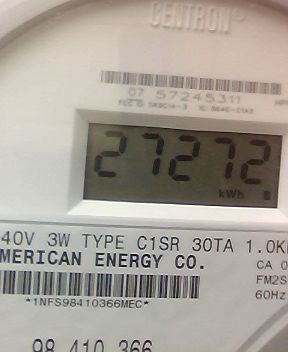 CENTRON®
07 57245311
27272
kWh
40V 3W TYPE C1SR 30TA 1.0K
MERICAN ENERGY CO. CA 0
FM2S
60Hz
*1NFS98410366MEC*
98 410 366